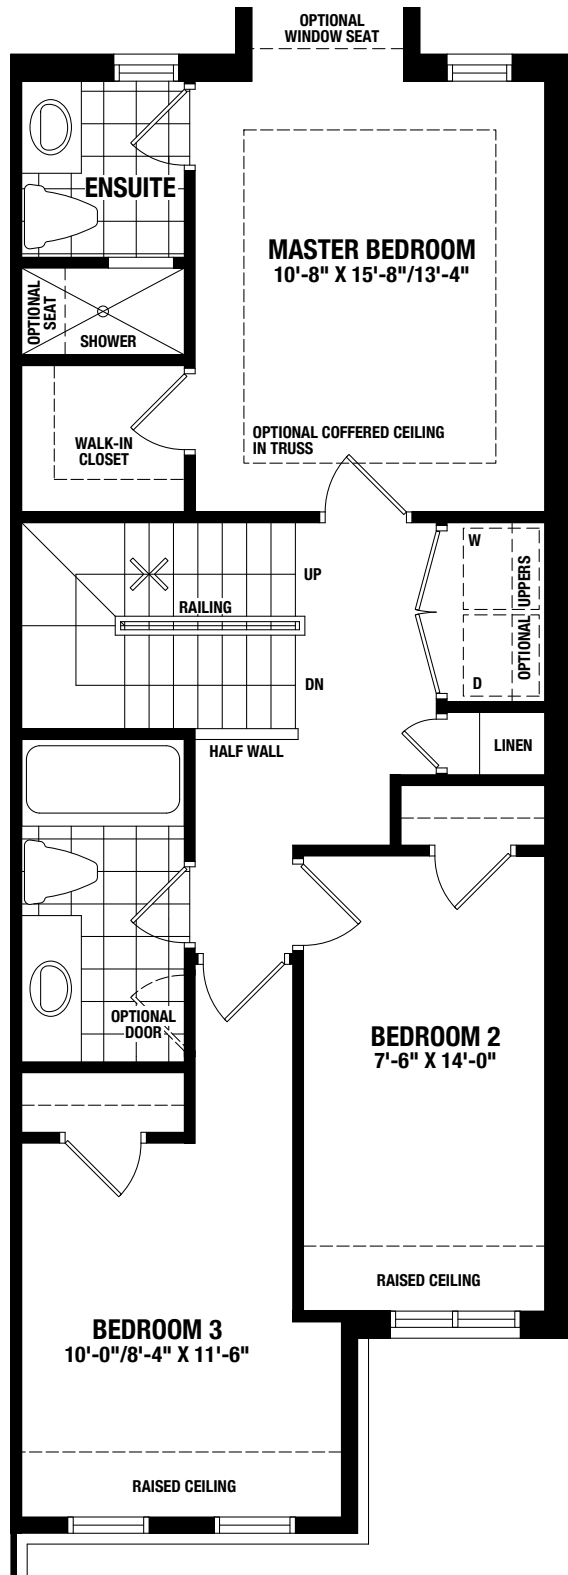 OPTIONAL
WINDOW SEAT
ENSUITE
MASTER BEDROOM
10'-8" X 15'-8"/13'-4"
OPTIONAL
SEAT
SHOWER
WALK-IN
CLOSET
OPTIONAL COFFERED CEILING
IN TRUSS
W
OPTIONAL UPPERS
D
UP
RAILING
DN
HALF WALL
LINEN
OPTIONAL
DOOR
BEDROOM 2
7'-6" X 14'-0"
RAISED CEILING
BEDROOM 3
10'-0"/8'-4" X 11'-6"
RAISED CEILING